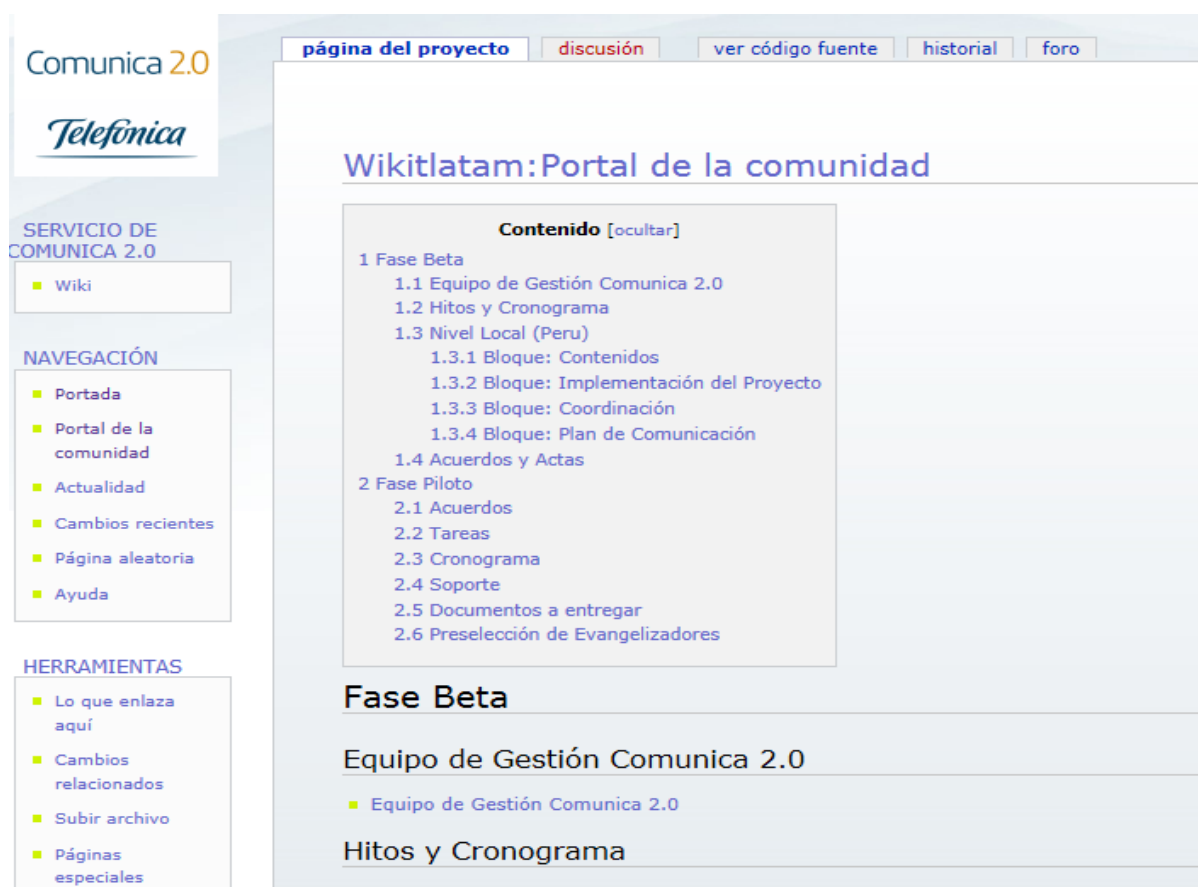 Comunica 2.0
Telefónica
SERVICIO DE
COMUNICA 2.0
Wiki
NAVEGACIÓN
Portada
Portal de la
comunidad
Actualidad
Cambios recientes
Página aleatoria
Ayuda
HERRAMIENTAS
Lo que enlaza
aquí
Cambios
relacionados
Subir archivo
Páginas
especiales
página del proyecto discusión ver código fuente historial foro
Wikitlatam:Portal de la comunidad
Contenido [ocultar]
1 Fase Beta
1.1 Equipo de Gestión Comunica 2.0
1.2 Hitos y Cronograma
1.3 Nivel Local (Peru)
1.3.1 Bloque: Contenidos
1.3.2 Bloque: Implementación del Proyecto
1.3.3 Bloque: Coordinación
1.3.4 Bloque: Plan de Comunicación
1.4 Acuerdos y Actas
2 Fase Piloto
2.1 Acuerdos
2.2 Tareas
2.3 Cronograma
2.4 Soporte
2.5 Documentos a entregar
2.6 Preselección de Evangelizadores
Fase Beta
Equipo de Gestión Comunica 2.0
Equipo de Gestión Comunica 2.0
Hitos y Cronograma